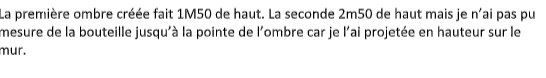 La première ombre créée fait 1M50 de haut. La seconde 2m50 de haut mais je n’ai pas pu
mesure de la bouteille jusqu’à la pointe de l’ombre car je l’ai projetée en hauteur sur le
mur.